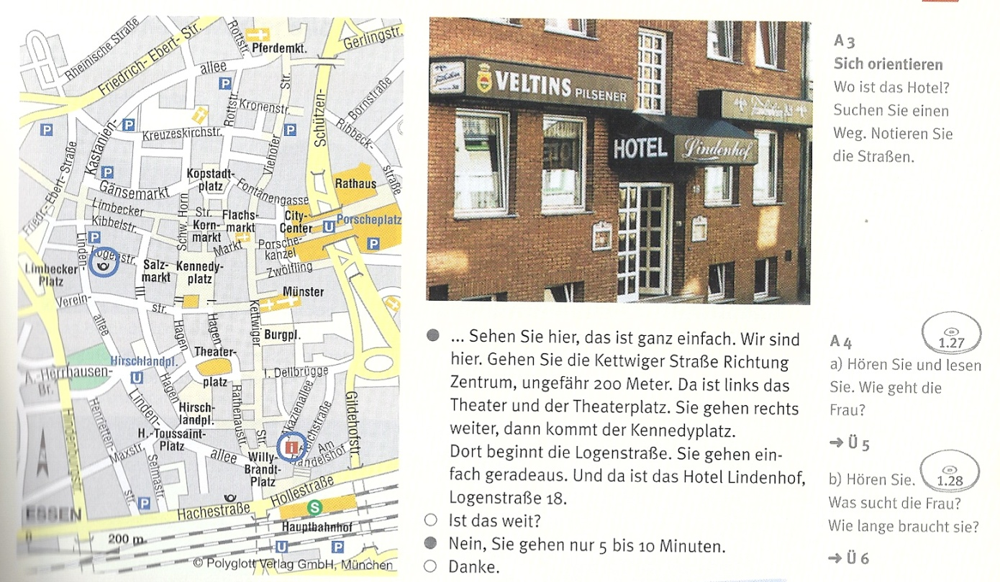 Rheinische Straße
Friedrich-Ebert-Str.
Rottstr.
Pferdemkt.
Gerlingstr.
allee
Str.
P
Kronenstr.
Rottstr.
Schützen-
Bornstraße
Ribbeck-
straße
P
P
P
Kreuzeskirchstr.
Kastanien-
Viehofer
P
Kopstadt-
platz
Rathaus
Gänsemarkt
Fontänengasse
Friedr.-Ebert-Straße
Limbecker
Str.
Schw. Horn
Flachs-
markt
City-
Center
U
Porscheplatz
Kibbelstr.
Korn-
markt
P
Markt
Porsche-
kanzel
P
Linden-
Salz-
markt
Kennedy-
platz
Zwölfling
Limbecker
Platz
Münster
Verein-
str.
Kettwiger
Hagen
Hagen
allee
Burgpl.
Hirschlandpl.
U
Theater-
platz
I. Dellbrügge
A.-Herrhausen-
Br.
Hagen
Hirsch-
landpl.
Rathenaustr.
Akazienallee
Gildehofstr.
Linden-
Henrietten-
H.-Toussaint-
Platz
Str.
i
Am
Handelshof
Maxstr.
str.
Selmastr.
allee
Willy-
Brandt-
Platz
Hindenburgstr.
P
Hollestraße
Hachestraße
S
ESSEN
Hauptbahnhof
0
200 m
U
P
© Polyglott Verlag GmbH, München
VELTINS PILSENER
HOTEL Lindenhof
18
A 3
Sich orientieren
Wo ist das Hotel?
Suchen Sie einen
Weg. Notieren Sie
die Straßen.
... Sehen Sie hier, das ist ganz einfach. Wir sind
hier. Gehen Sie die Kettwiger Straße Richtung
Zentrum, ungefähr 200 Meter. Da ist links das
Theater und der Theaterplatz. Sie gehen rechts
weiter, dann kommt der Kennedyplatz.
Dort beginnt die Logenstraße. Sie gehen ein-
fach geradeaus. Und da ist das Hotel Lindenhof,
Logenstraße 18.
Ist das weit?
Nein, Sie gehen nur 5 bis 10 Minuten.
Danke.
1.27
A 4
a) Hören Sie und lesen
Sie. Wie geht die
Frau?
→ Ü 5
1.28
b) Hören Sie.
Was sucht die Frau?
Wie lange braucht sie?
→ Ü 6